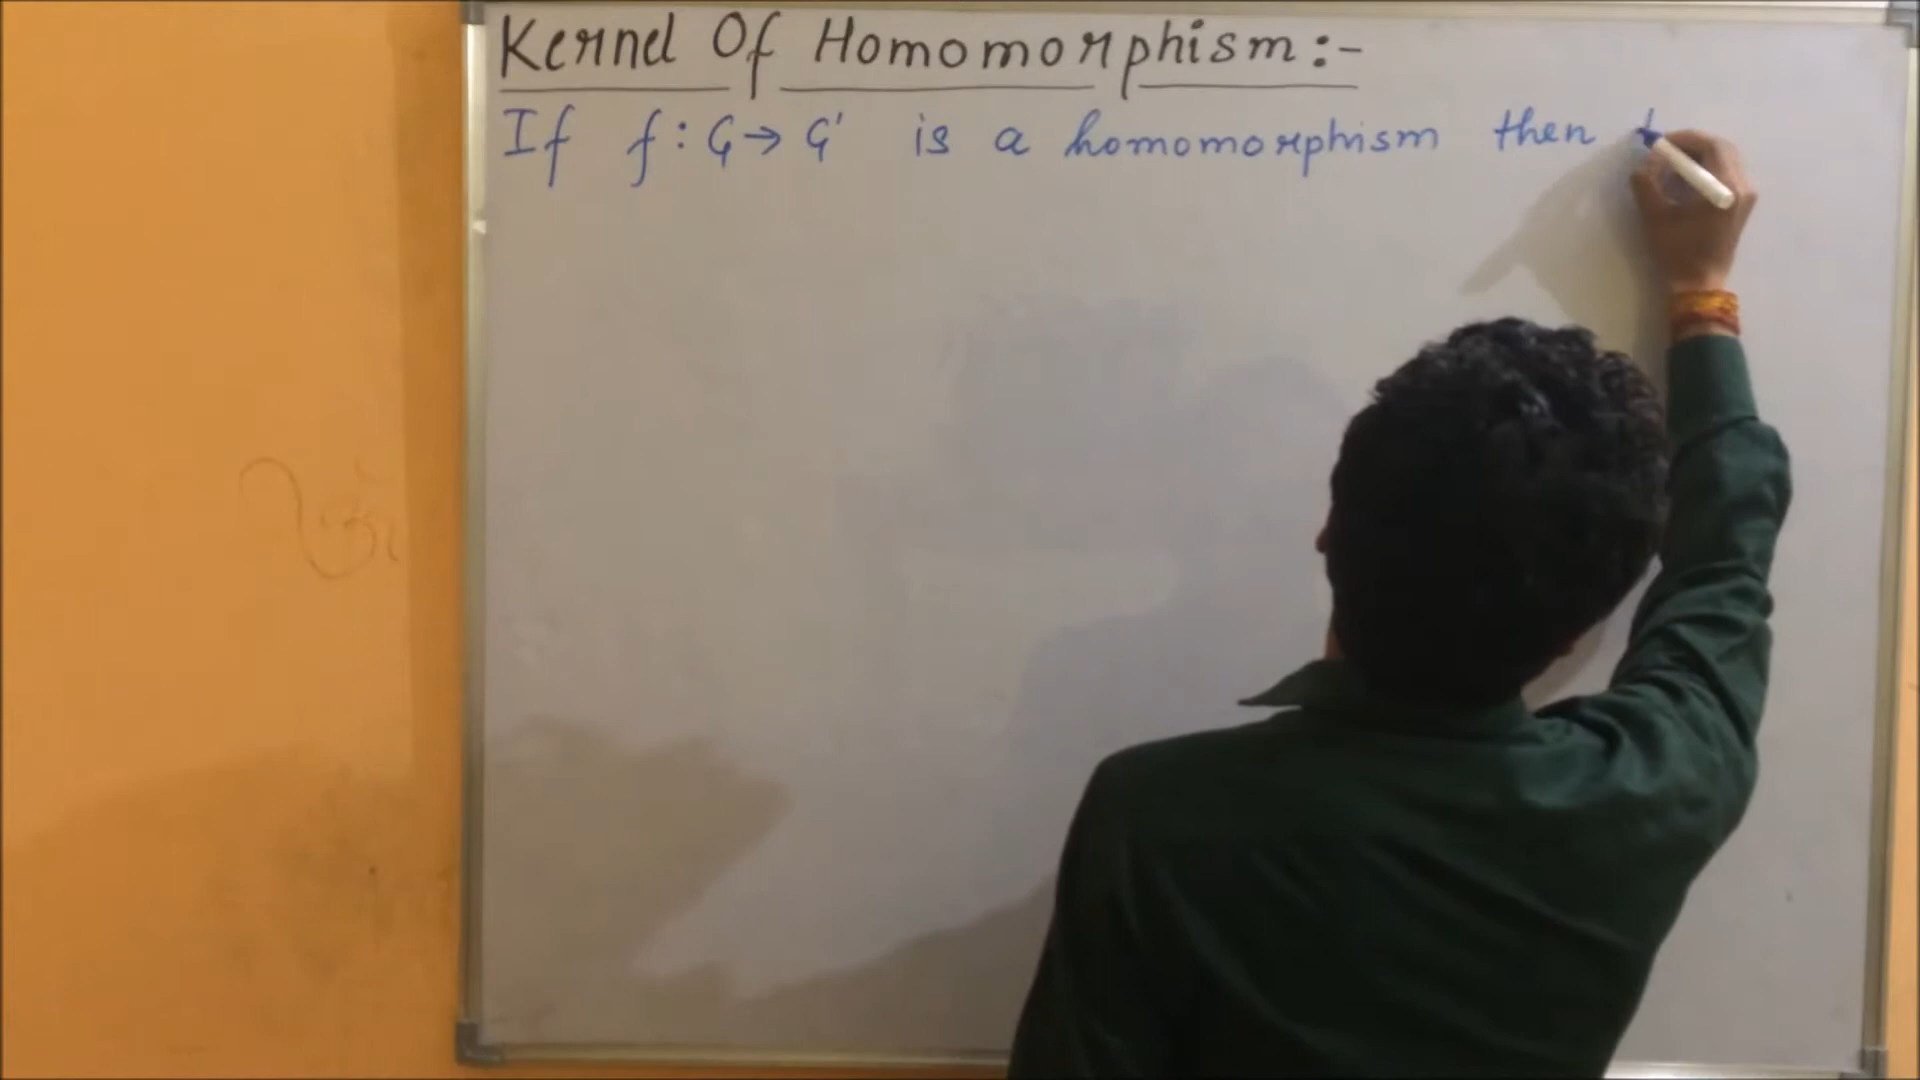 Kernel Of Homomorphism:-
If f: G→ G' is a homomorphism then